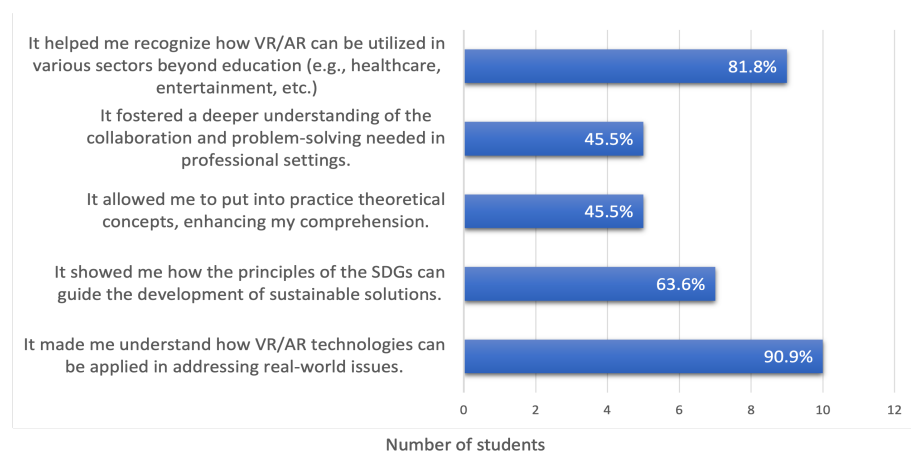 It helped me recognize how VR/AR can be utilized in
various sectors beyond education (e.g., healthcare,
entertainment, etc.)
81.8%
It fostered a deeper understanding of the
collaboration and problem-solving needed in
professional settings.
45.5%
It allowed me to put into practice theoretical
concepts, enhancing my comprehension.
45.5%
It showed me how the principles of the SDGs can
guide the development of sustainable solutions.
63.6%
It made me understand how VR/AR technologies can
be applied in addressing real-world issues.
90.9%
0 2 4 6 8 10 12
Number of students